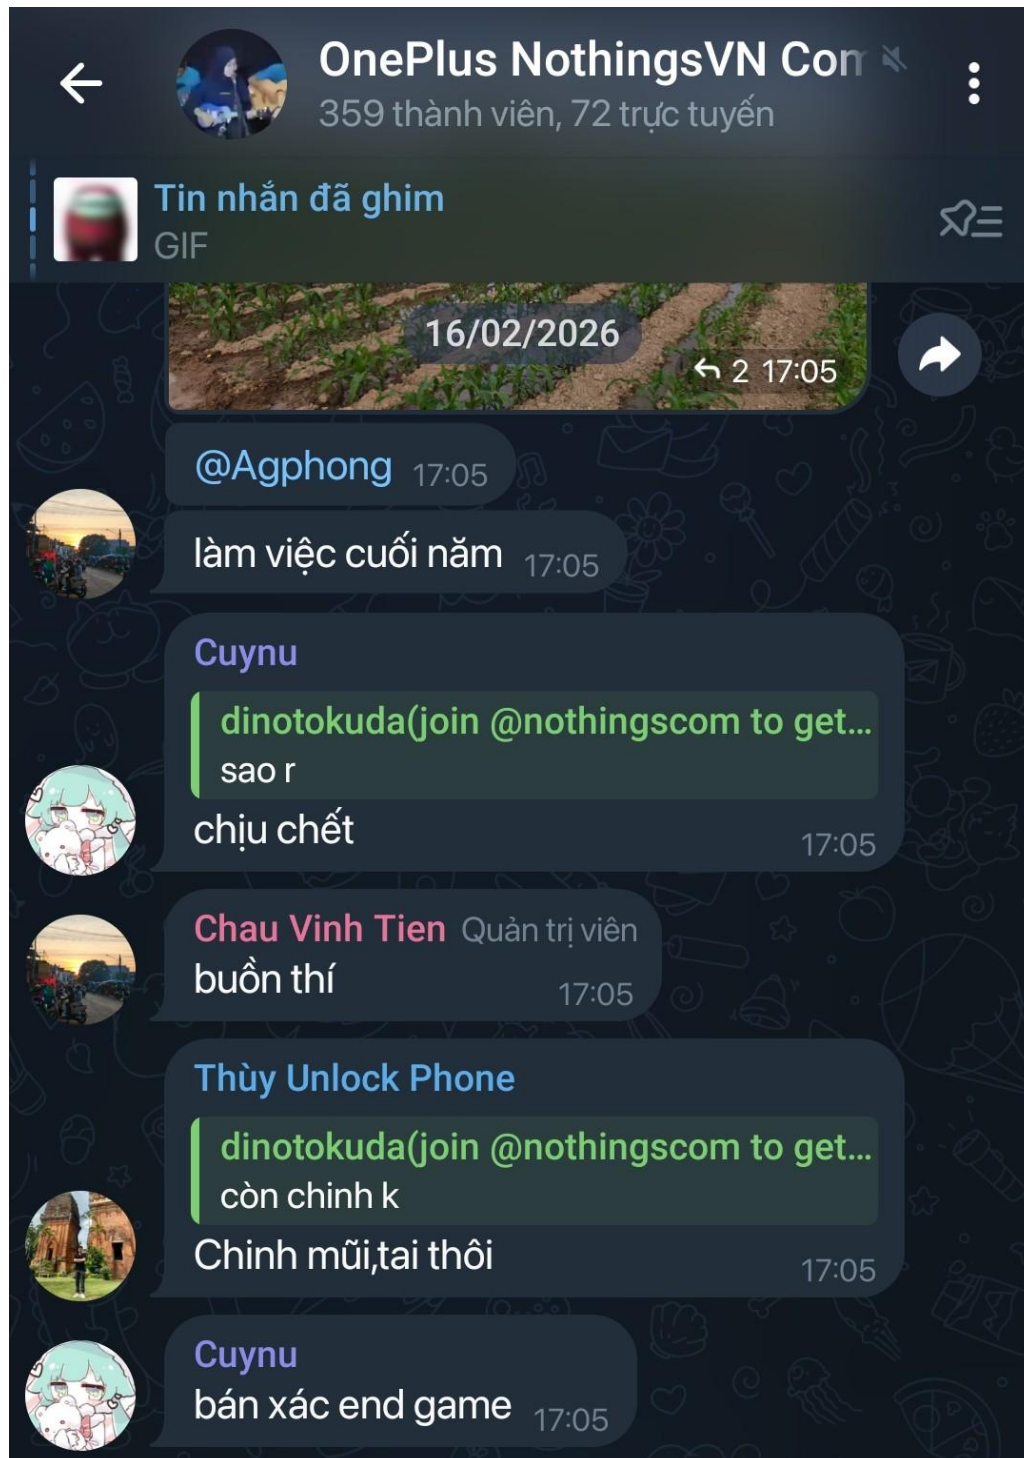 OnePlus NothingsVN Com
359 thành viên, 72 trực tuyến
Tin nhắn đã ghim
GIF
16/02/2026
2 17:05
@Agphong 17:05
làm việc cuối năm 17:05
Cuynu
dinotokuda(join @nothingscom to get...
sao r
chịu chết
17:05
Chau Vinh Tien Quản trị viên
buồn thí
17:05
Thùy Unlock Phone
dinotokuda(join @nothingscom to get...
còn chinh k
Chinh mũi,tai thôi
17:05
Cuynu
bán xác end game 17:05